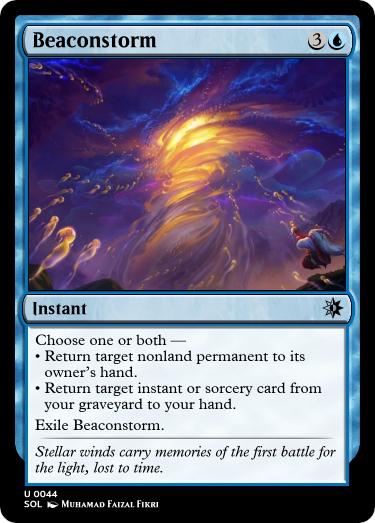 Beaconstorm 3
Instant
Choose one or both —
• Return target nonland permanent to its
owner's hand.
• Return target instant or sorcery card from
your graveyard to your hand.
Exile Beaconstorm.
Stellar winds carry memories of the first battle for
the light, lost to time.
U 0044
SOL Muhamad Faizal Fikri